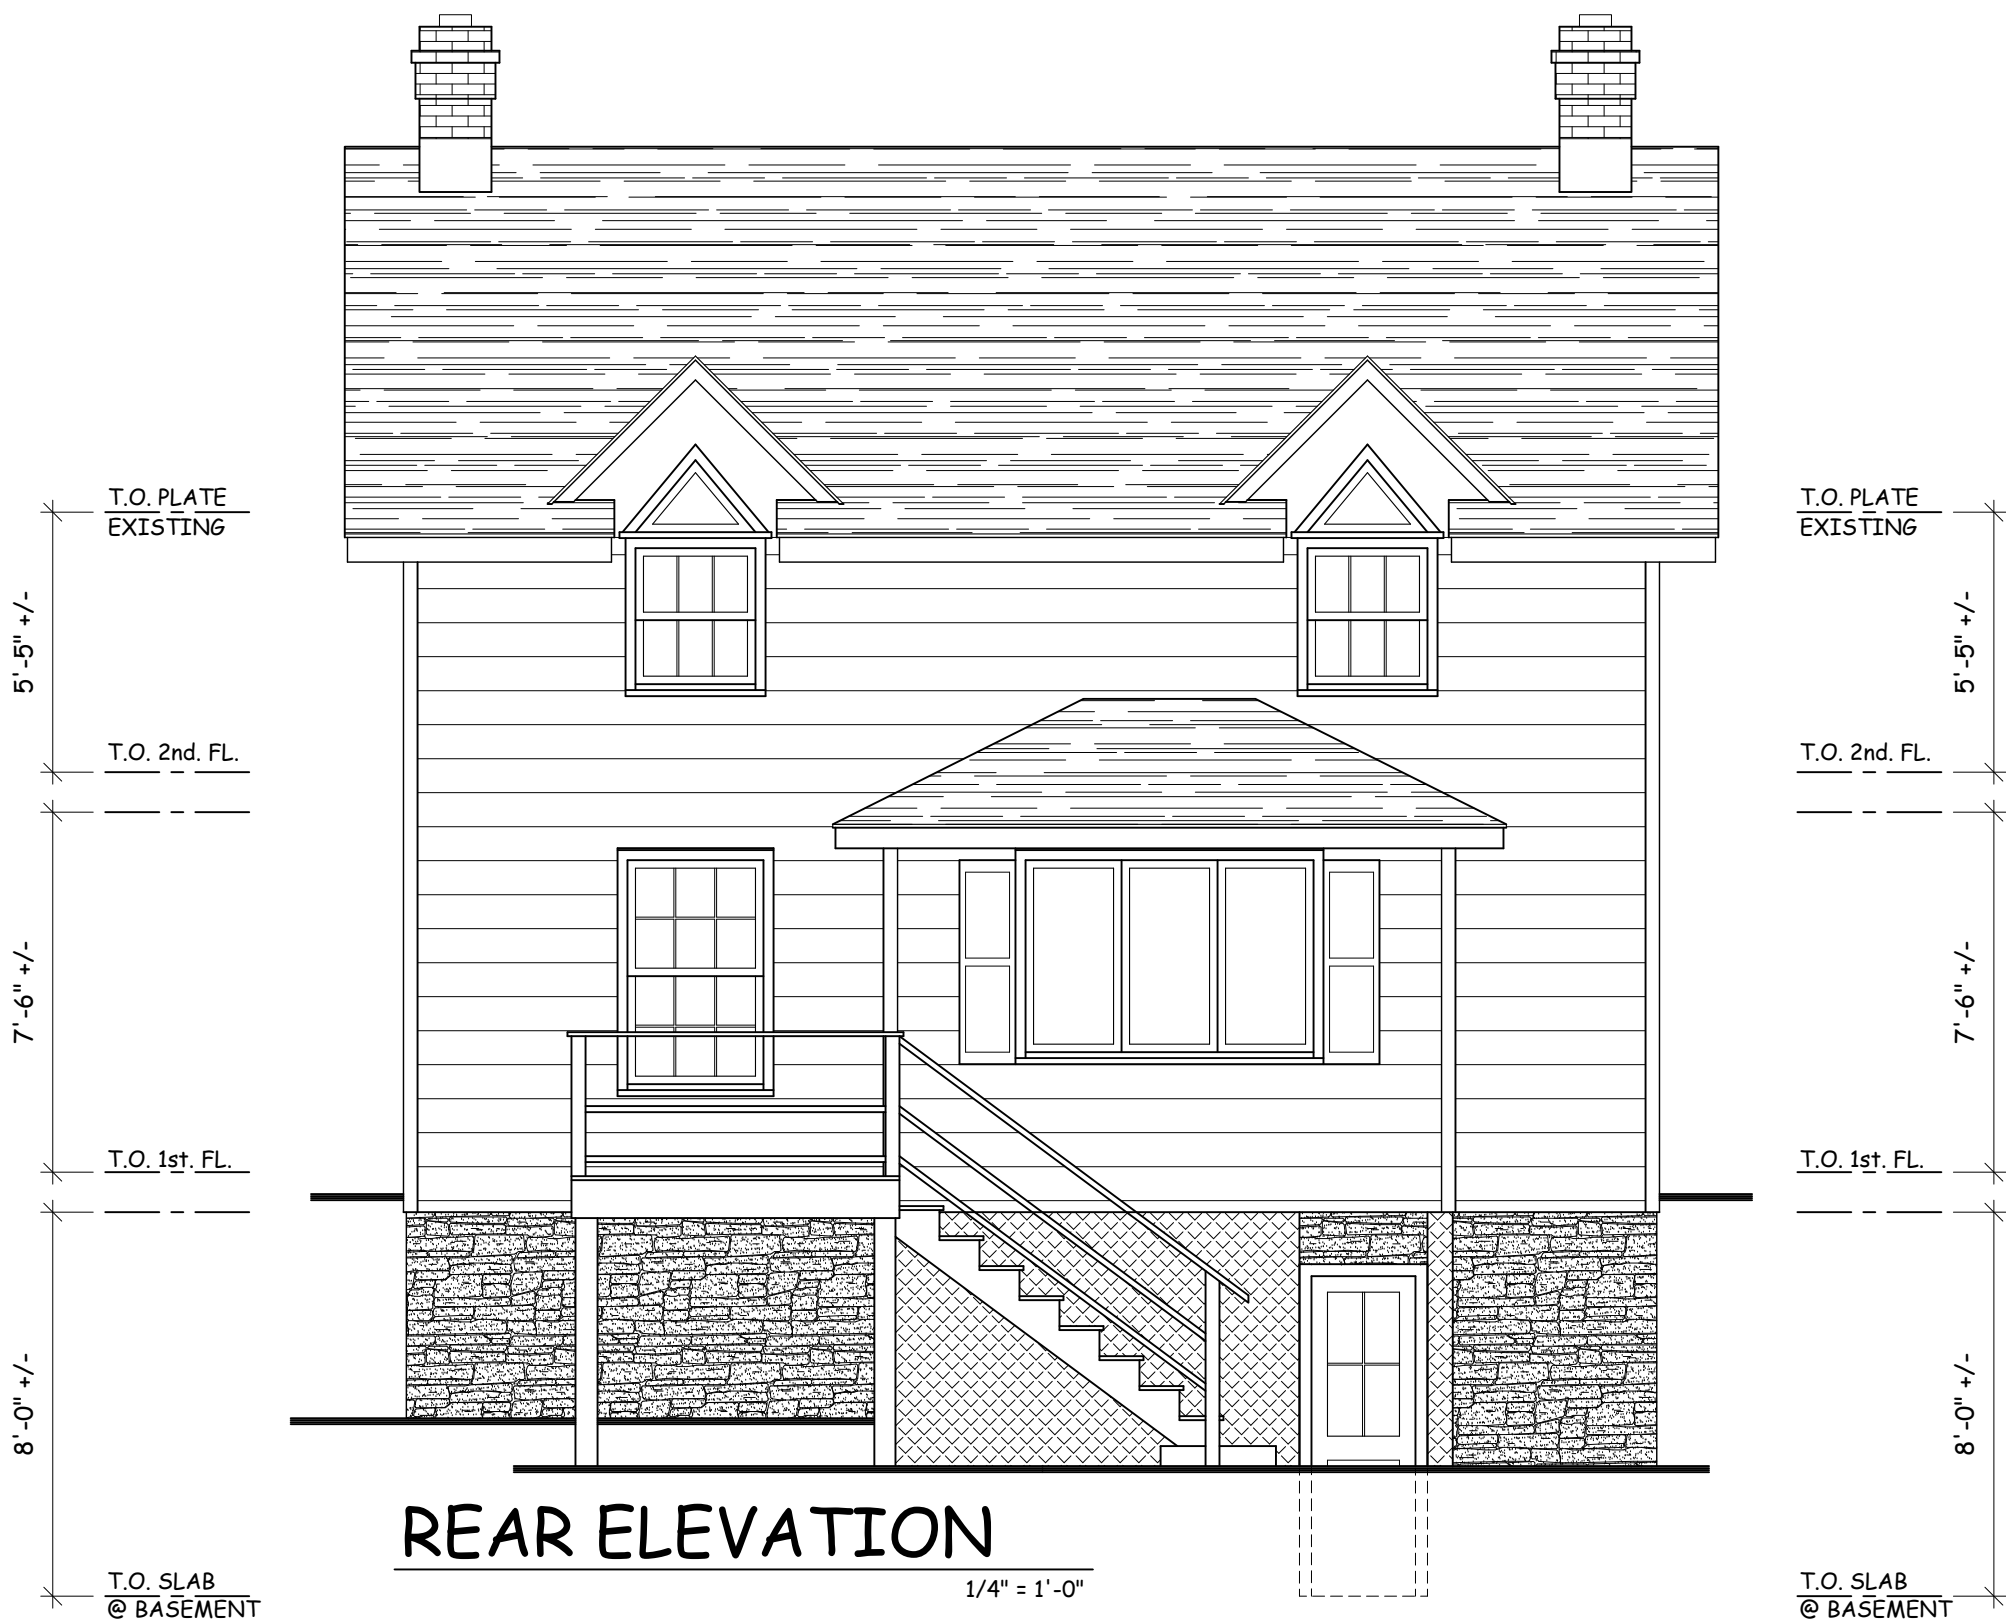 T.O. PLATE
EXISTING
5'-5" +/-
T.O. 2nd. FL.
7'-6" +/-
T.O. 1st. FL.
8'-0" +/-
T.O. SLAB
@ BASEMENT
REAR ELEVATION
1/4" = 1'-0"
T.O. PLATE
EXISTING
5'-5" +/-
T.O. 2nd. FL.
7'-6" +/-
T.O. 1st. FL.
8'-0" +/-
T.O. SLAB
@ BASEMENT